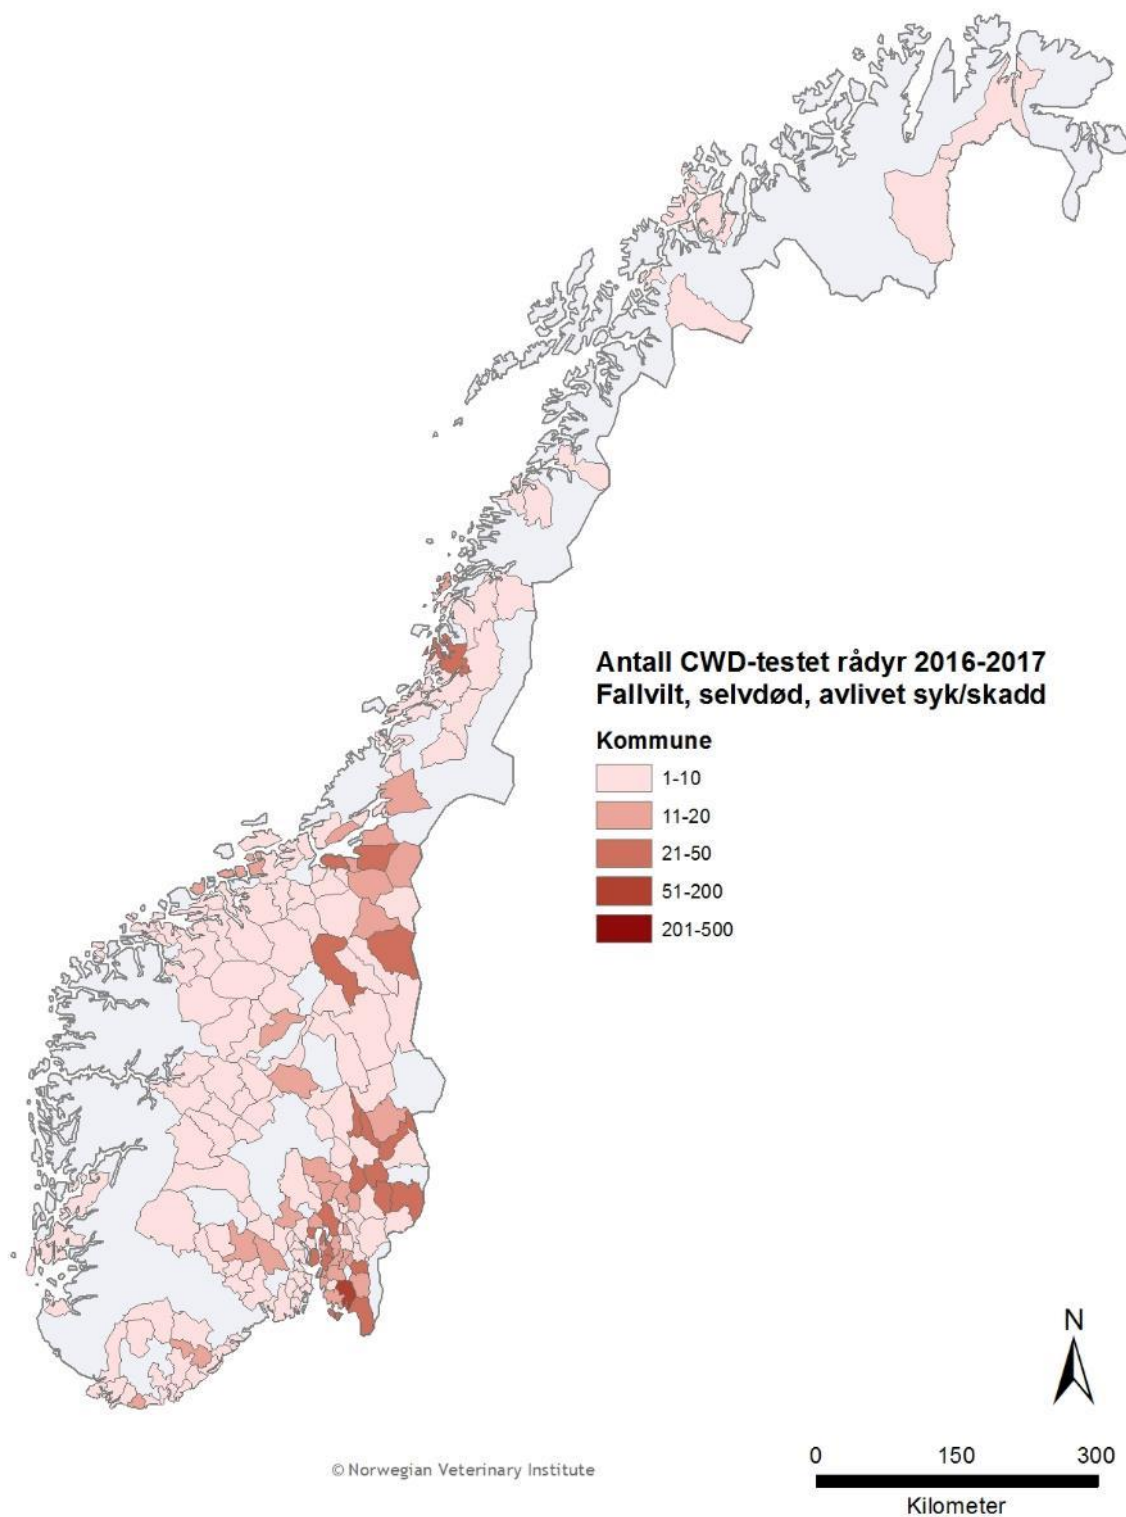 Antall CWD-testet rådyr 2016-2017
Fallvilt, selvdød, avlivet syk/skadd
Kommune
1-10
11-20
21-50
51-200
201-500
N
© Norwegian Veterinary Institute
0 150 300
Kilometer